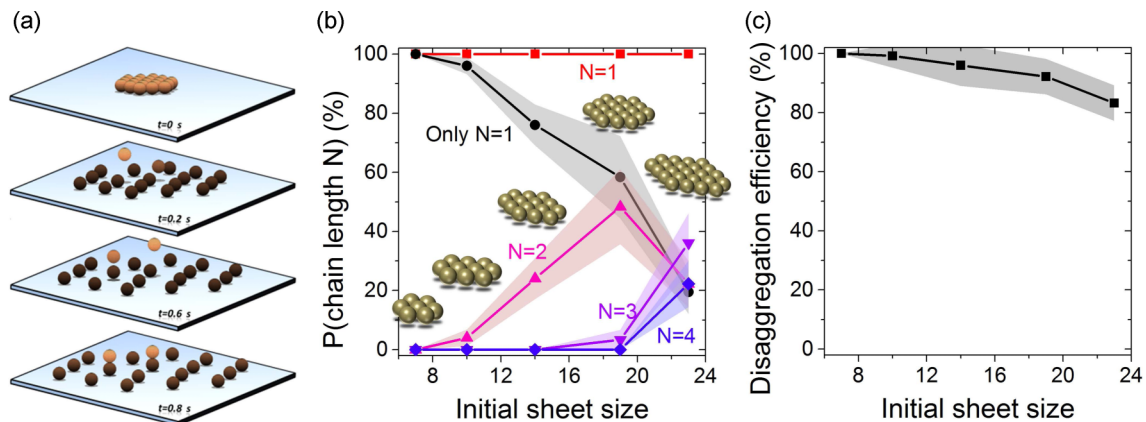 (a)
t=0 s
t=0.2 s
t=0.6 s
t=0.8 s
(b)
P(chain length N) (%)
100
80
60
40
20
0
N=1
Only N=1
N=2
N=3
N=4
8 12 16 20 24
Initial sheet size
(c)
Disaggregation efficiency (%)
100
80
60
40
20
0
8 12 16 20 24
Initial sheet size